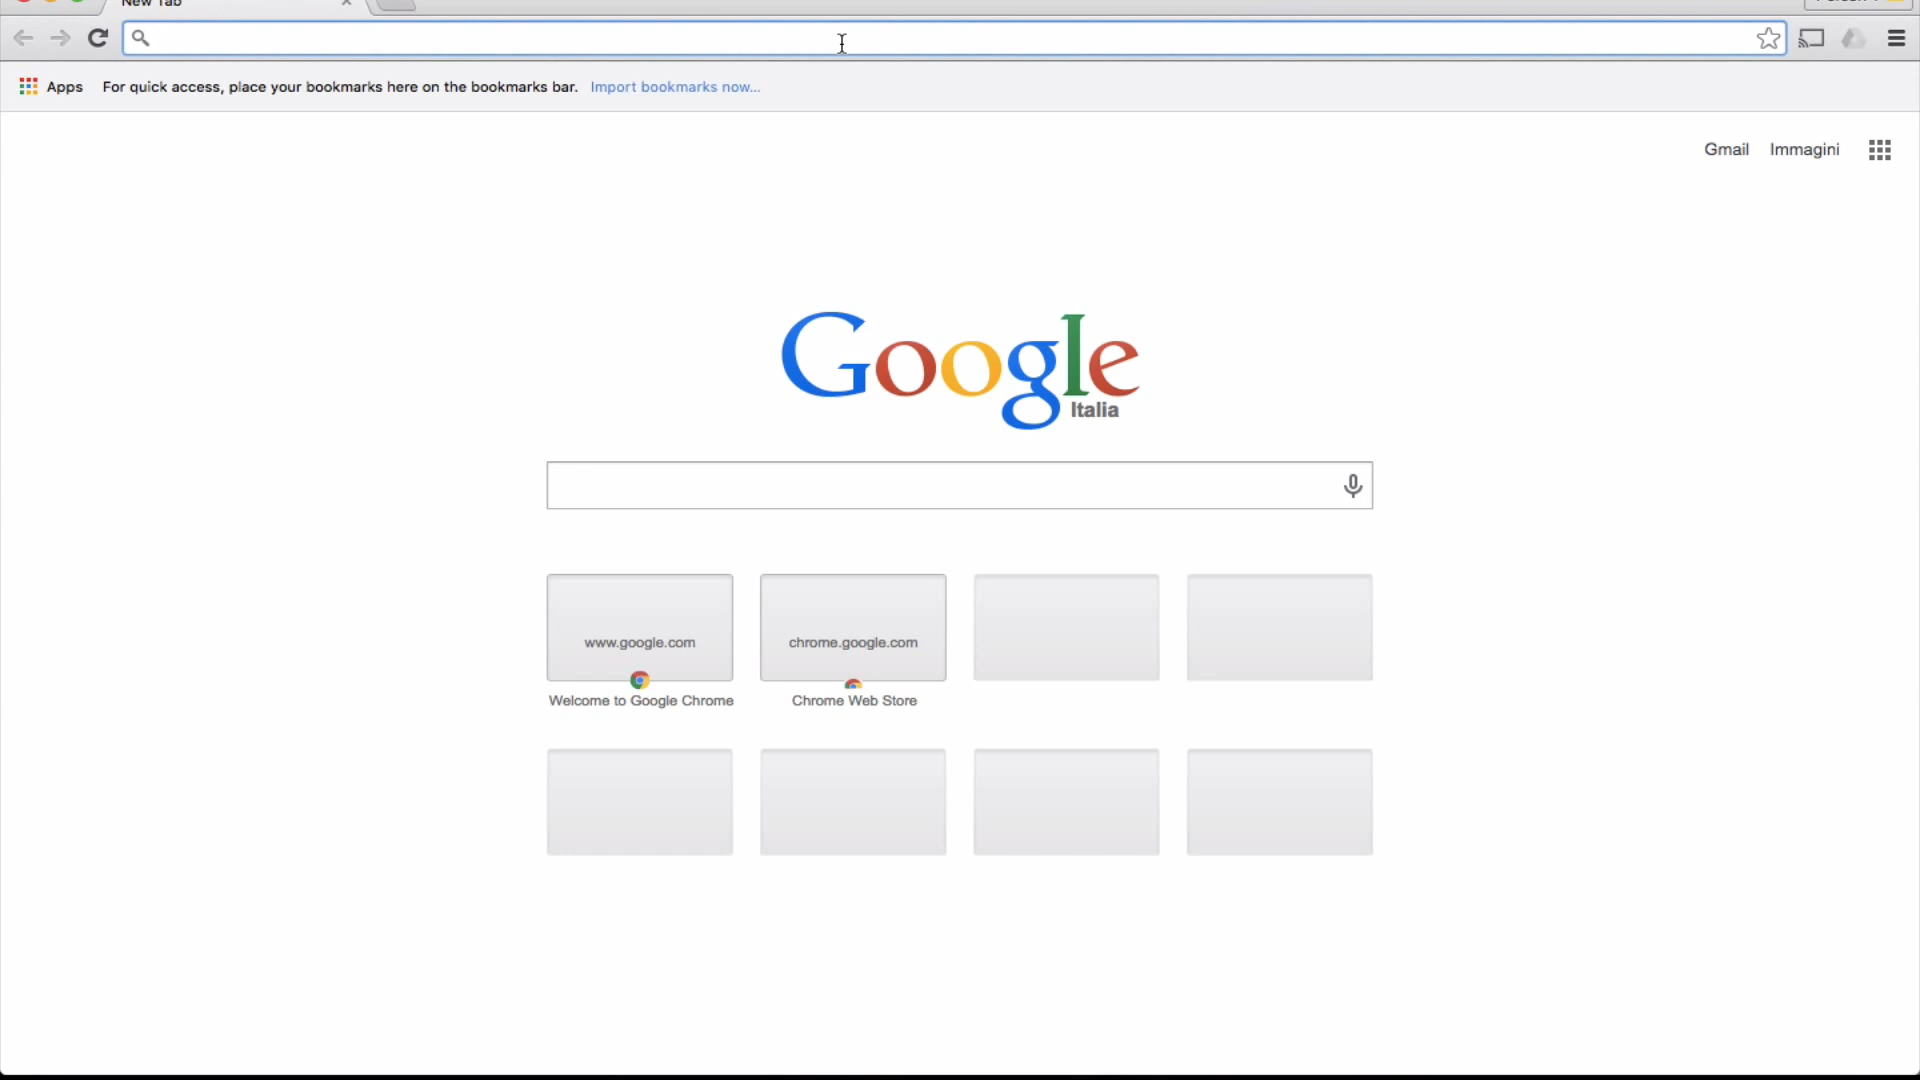 New Tab
Apps For quick access, place your bookmarks here on the bookmarks bar. Import bookmarks now...
Gmail Immagini
Google
Italia
www.google.com chrome.google.com
Welcome to Google Chrome Chrome Web Store